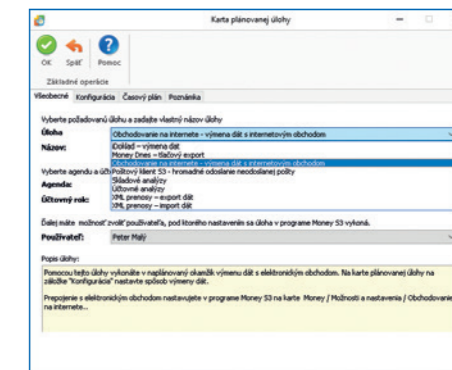 Karta plánovanej úlohy
OK Späť Pomoc
Základné operácie
Všeobecné Konfigurácia Časový plán Poznámka
Vyberte požadovanú úlohu a zadajte vlastný názov úlohy
Úloha Obchodovanie na internete - výmena dát s internetovým obchodom
Názov: iDoklad – výmena dát
Money Dnes – tlačový export
Obchodovanie na internete - výmena dát s internetovým obchodom
Vyberte agendu a účt Poštový klient S3 - hromadné odoslanie neodoslanej pošty
Agenda: Skladové analýzy
Účtovné analýzy
Účtovný rok: XML prenosy – export dát
XML prenosy – import dát
Ďalej máte možnosť zvoliť používateľa, pod ktorého nastavením sa úloha v programe Money S3 vykoná.
Používateľ: Peter Malý
Popis úlohy:
Pomocou tejto úlohy vykonáte v naplánovaný okamžik výmenu dát s elektronickým obchodom. Na karte plánovanej úlohy na
záložke "Konfigurácia" nastavte spôsob výmeny dát.
Prepojenie s elektronickým obchodom nastavujete v programe Money S3 na karte Money / Možnosti a nastavenia / Obchodovanie
na internete...